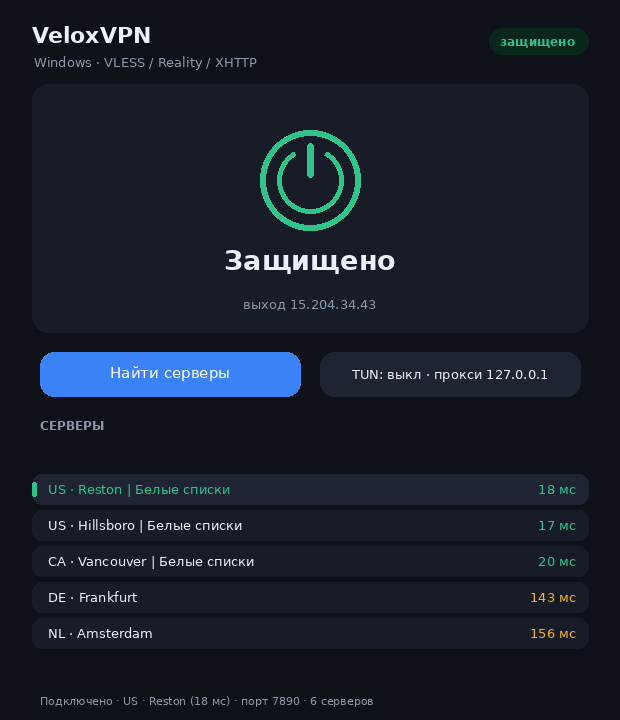 VeloxVPN
защищено
Windows · VLESS / Reality / XHTTP
Защищено
выход 15.204.34.43
Найти серверы
TUN: выкл · прокси 127.0.0.1
СЕРВЕРЫ
US · Reston | Белые списки 18 мс
US · Hillsboro | Белые списки 17 мс
CA · Vancouver | Белые списки 20 мс
DE · Frankfurt 143 мс
NL · Amsterdam 156 мс
Подключено · US · Reston (18 мс) · порт 7890 · 6 серверов